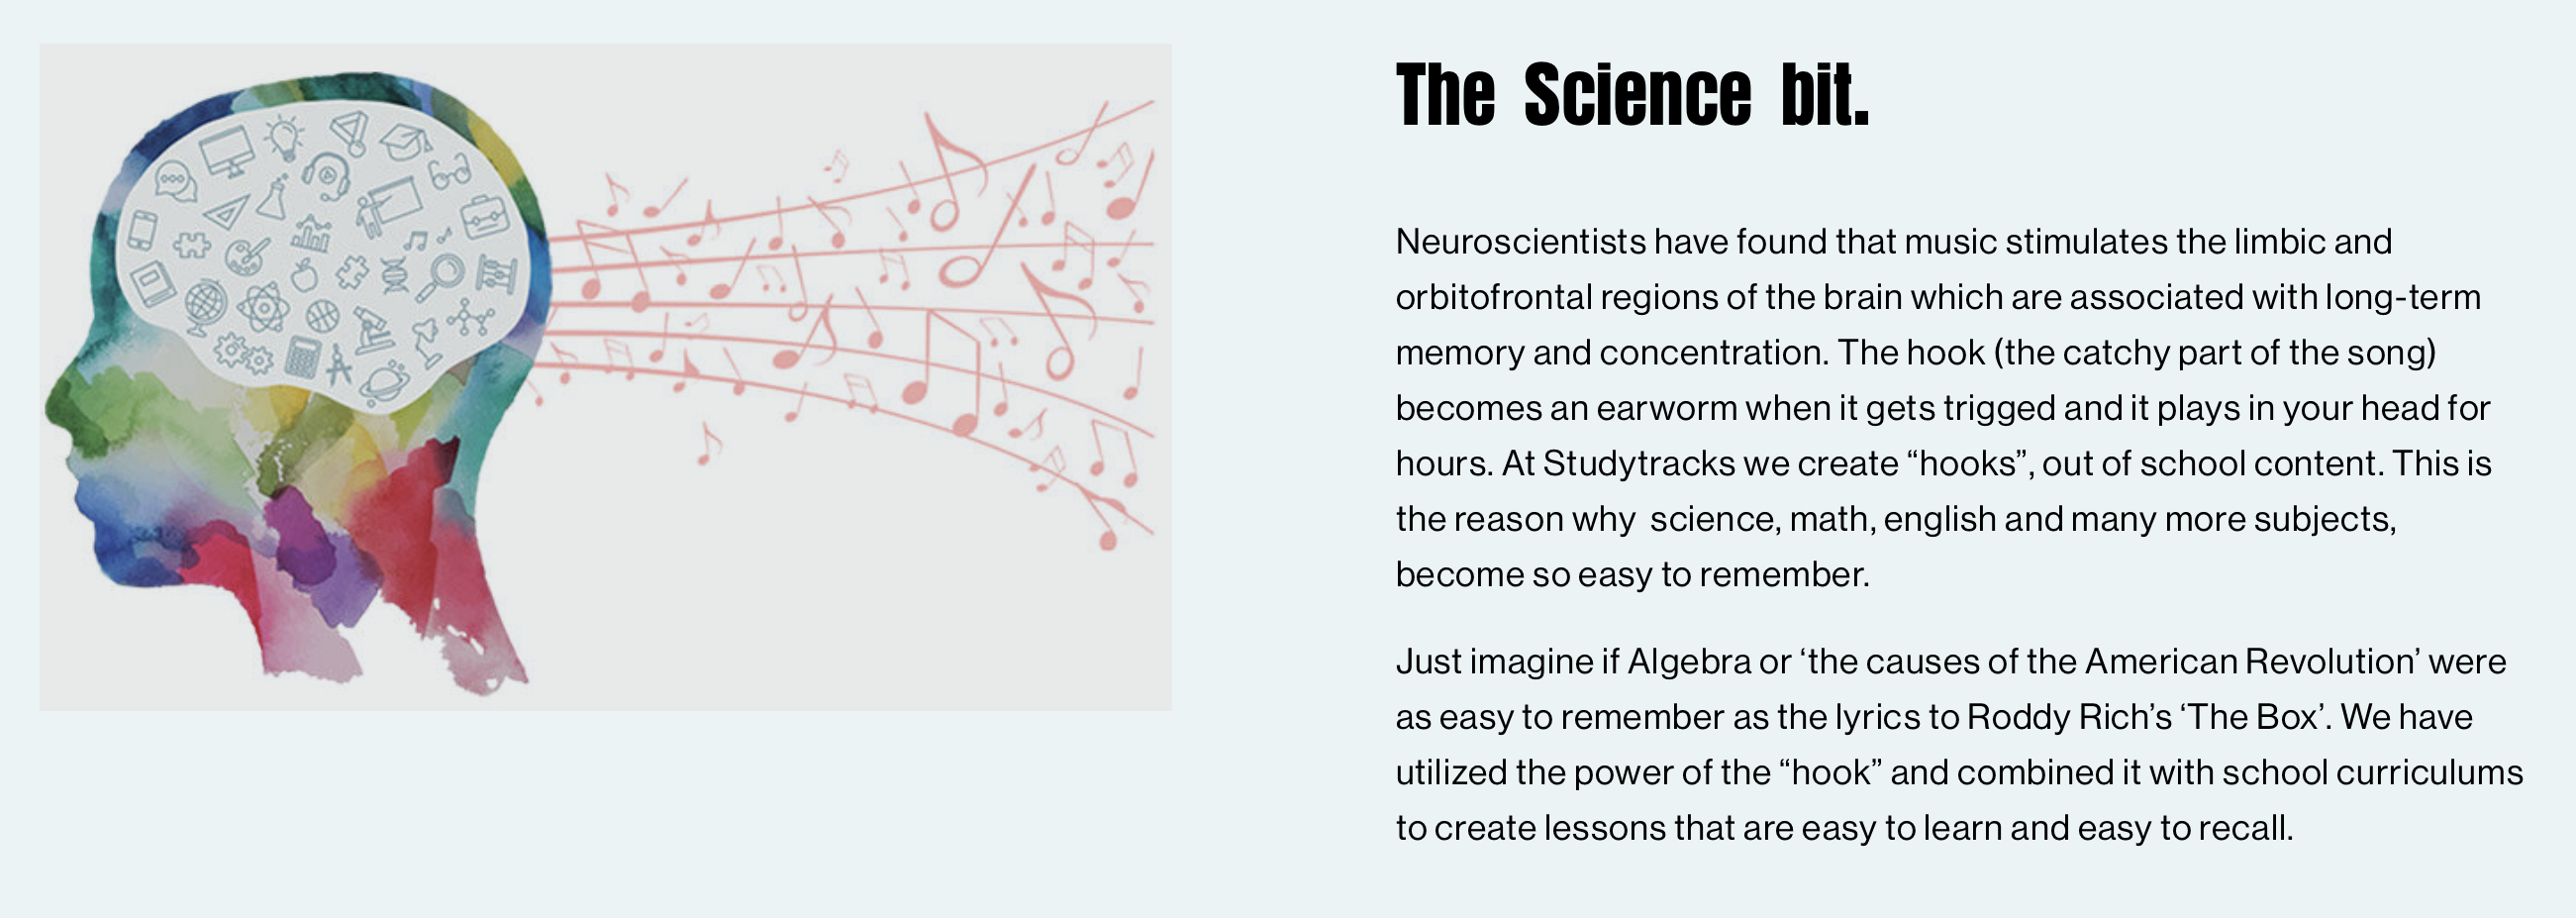 The Science bit.
Neuroscientists have found that music stimulates the limbic and
orbitofrontal regions of the brain which are associated with long-term
memory and concentration. The hook (the catchy part of the song)
becomes an earworm when it gets trigged and it plays in your head for
hours. At Studytracks we create “hooks”, out of school content. This is
the reason why  science, math, english and many more subjects,
become so easy to remember.
Just imagine if Algebra or ‘the causes of the American Revolution’ were
as easy to remember as the lyrics to Roddy Rich’s ‘The Box’. We have
utilized the power of the “hook” and combined it with school curriculums
to create lessons that are easy to learn and easy to recall.